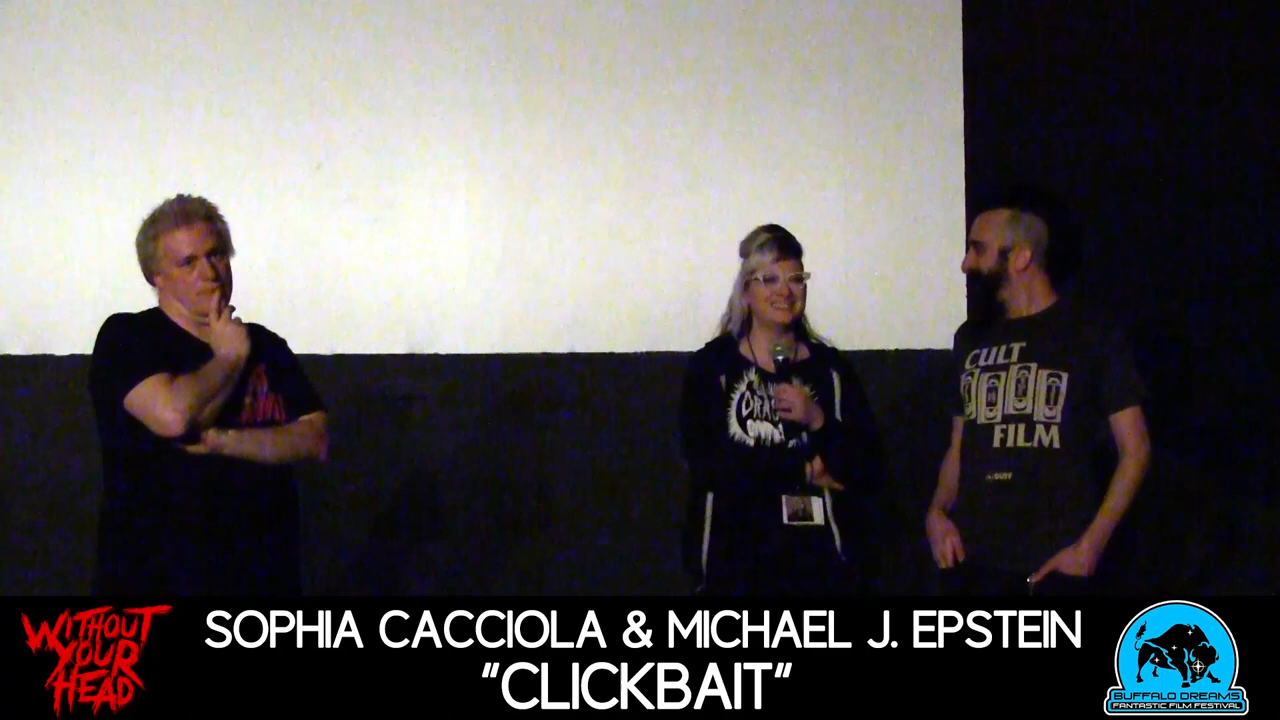 CULT
FILM
WITHOUT
YOUR
HEAD
SOPHIA CACCIOLA & MICHAEL J. EPSTEIN
"CLICKBAIT"
BUFFALO DREAMS
FANTASTIC FILM FESTIVAL